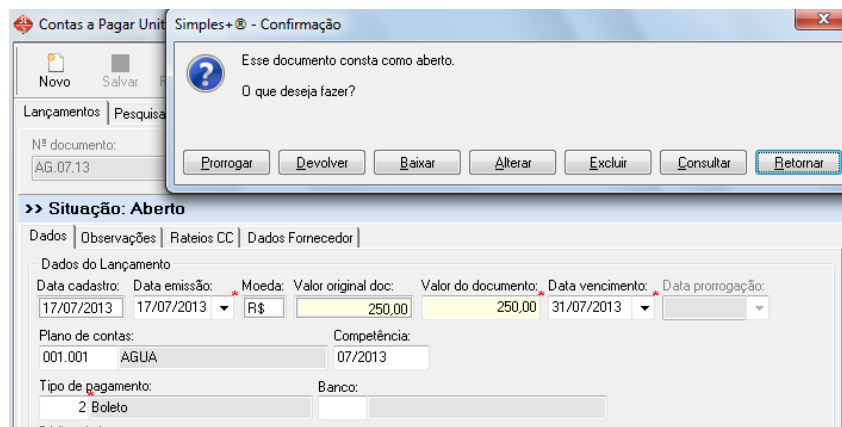 Contas a Pagar Unit
Simples+® - Confirmação
Esse documento consta como aberto.
O que deseja fazer?
Novo Salvar
Lançamentos Pesquisa
Nº documento:
AG.07.13
Prorrogar Devolver Baixar Alterar Excluir Consultar Retornar
>> Situação: Aberto
Dados Observações Rateios CC Dados Fornecedor
Dados do Lançamento
Data cadastro: Data emissão: * Moeda: Valor original doc: Valor do documento: * Data vencimento: * Data prorrogação:
17/07/2013 17/07/2013 R$ 250,00 250,00 31/07/2013
Plano de contas: Competência:
001.001 AGUA 07/2013
Tipo de pagamento: * Banco:
2 Boleto